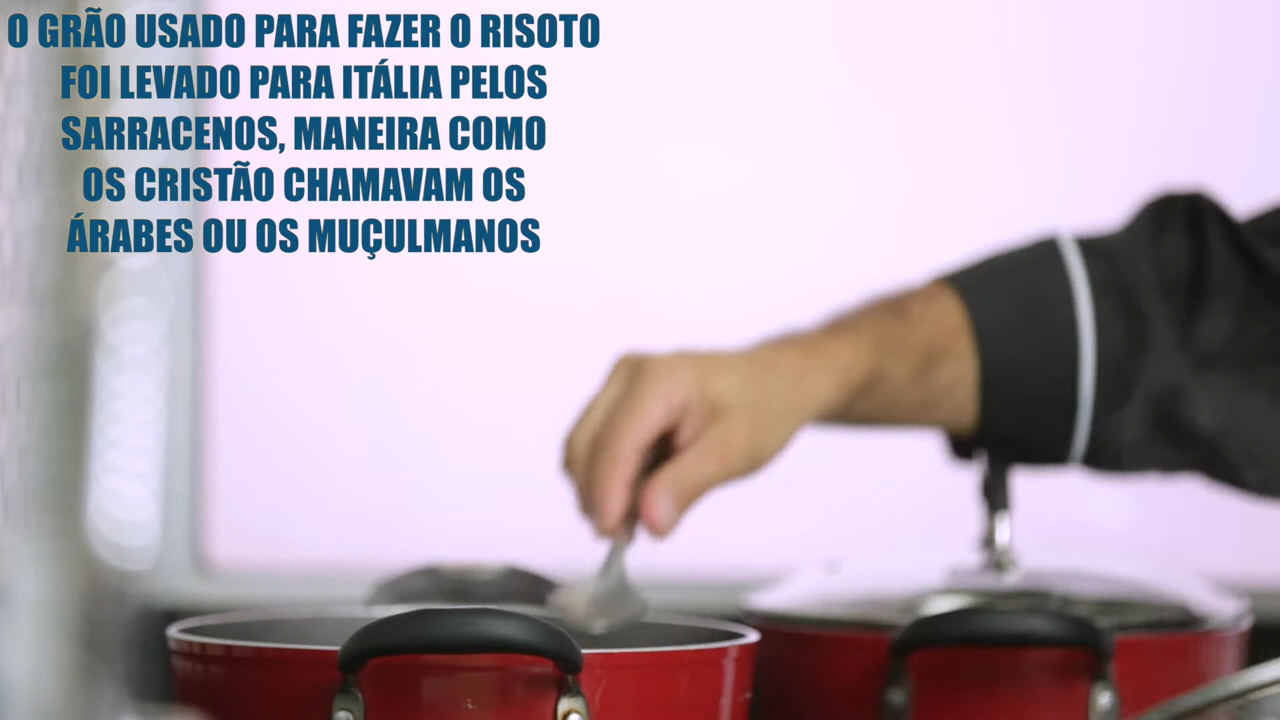 O GRÃO USADO PARA FAZER O RISOTO
FOI LEVADO PARA ITÁLIA PELOS
SARRACENOS, MANEIRA COMO
OS CRISTÃO CHAMAVAM OS
ÁRABES OU OS MUÇULMANOS